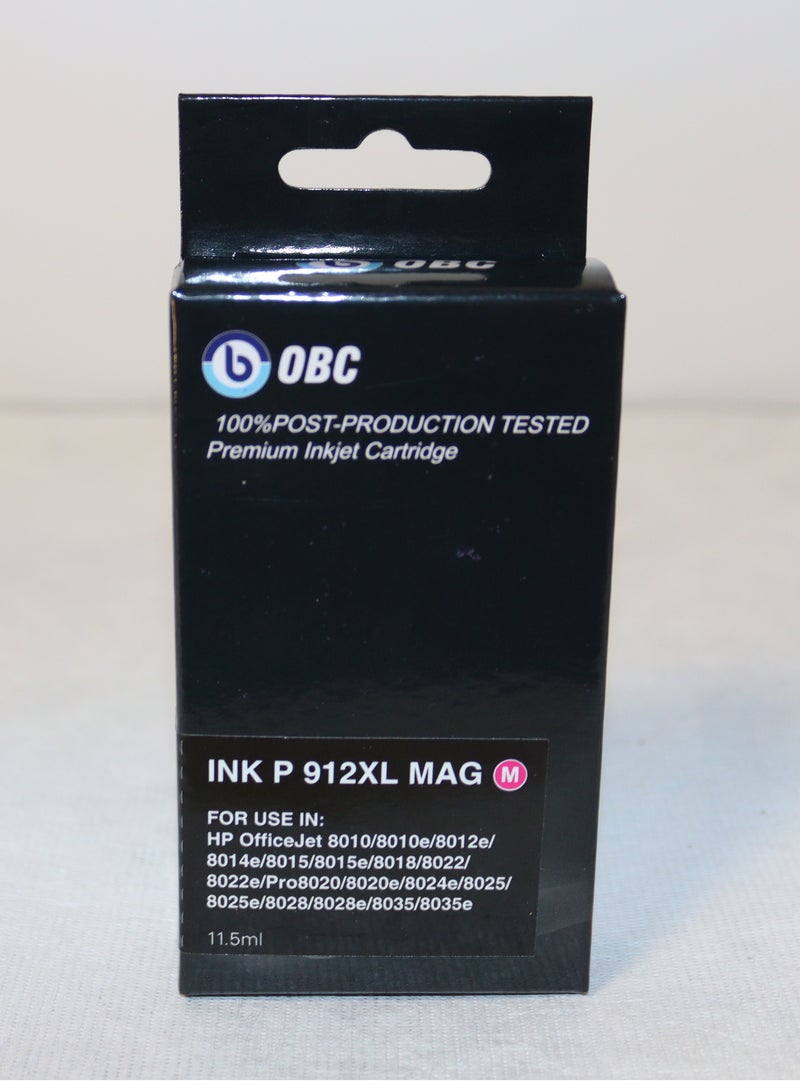 OBC
b OBC
100%POST-PRODUCTION TESTED
Premium Inkjet Cartridge
INK P 912XL MAG M
FOR USE IN:
HP OfficeJet 8010/8010e/8012e/
8014e/8015/8015e/8018/8022/
8022e/Pro8020/8020e/8024e/8025/
8025e/8028/8028e/8035/8035e
11.5ml